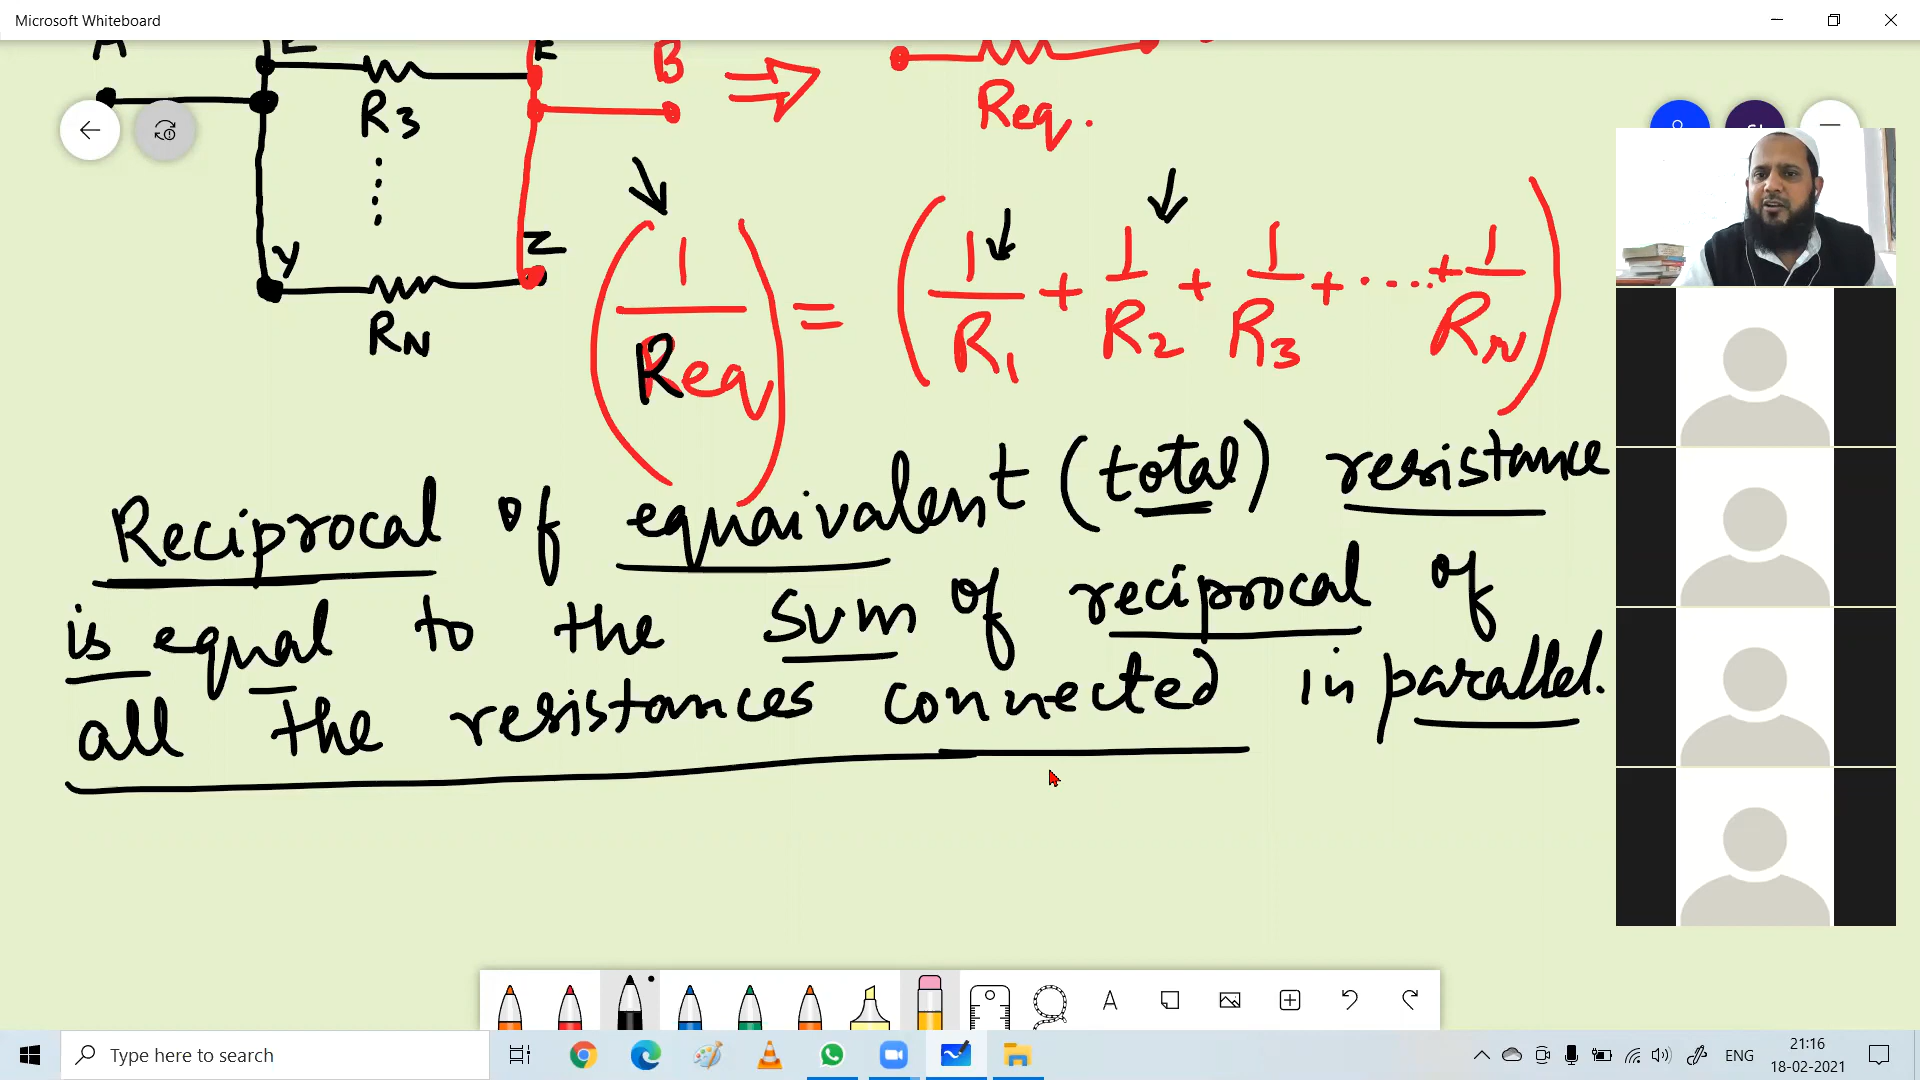 Microsoft Whiteboard
A
E
F
B
R3
Req.
Y
Z
RN
( 1 / Req ) = ( 1/R1 + 1/R2 + 1/R3 + ..... + 1/RN )
Reciprocal of equaivalent (total) resistance
is equal to the sum of reciprocal of
all the resistances connected in parallel.
A
Type here to search
ENG
21:16
18-02-2021